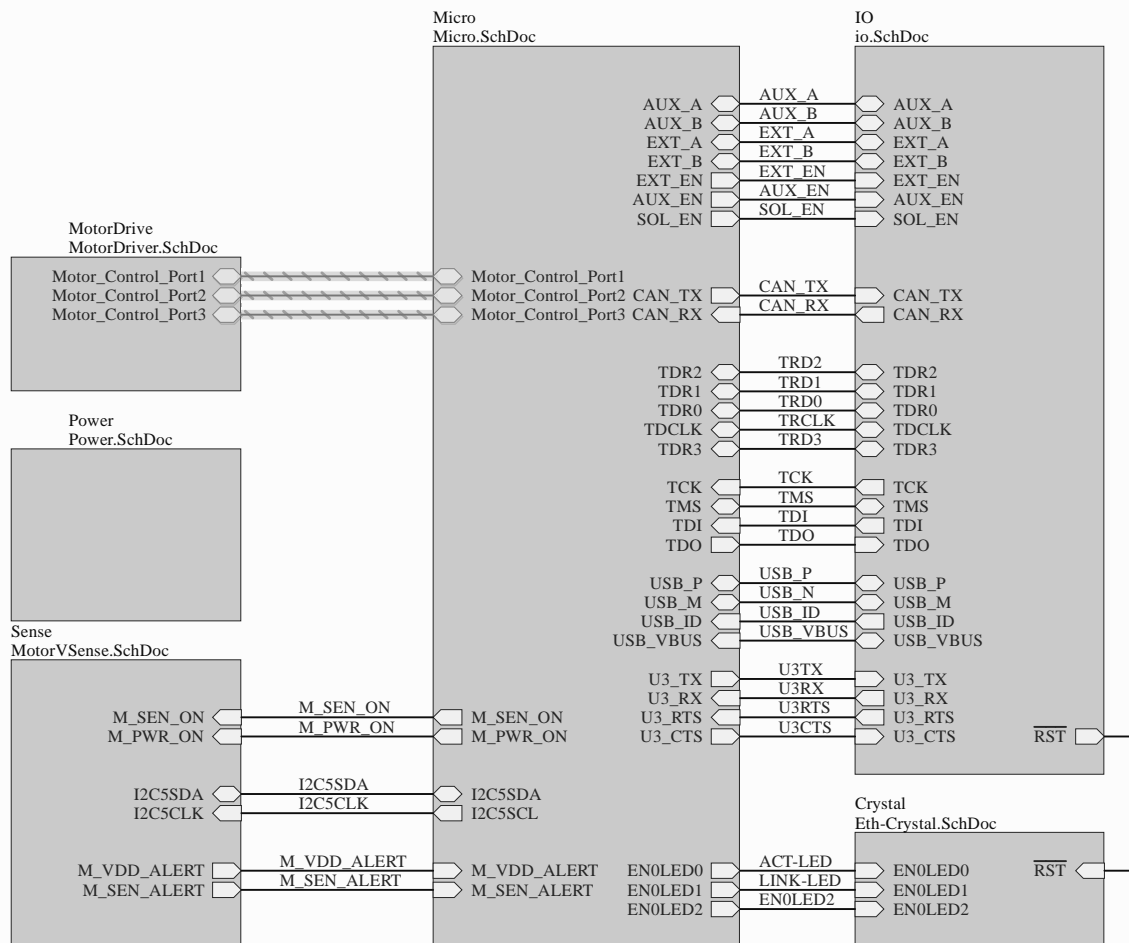 Micro
Micro.SchDoc
IO
io.SchDoc
AUX_A AUX_A AUX_A
AUX_B AUX_B AUX_B
EXT_A EXT_A EXT_A
EXT_B EXT_B EXT_B
EXT_EN EXT_EN EXT_EN
AUX_EN AUX_EN AUX_EN
SOL_EN SOL_EN SOL_EN
MotorDrive
MotorDriver.SchDoc
Motor_Control_Port1 Motor_Control_Port1
Motor_Control_Port2 Motor_Control_Port2 CAN_TX CAN_TX CAN_TX
Motor_Control_Port3 Motor_Control_Port3 CAN_RX CAN_RX CAN_RX
TDR2 TRD2 TDR2
TDR1 TRD1 TDR1
TDR0 TRD0 TDR0
TDCLK TRCLK TDCLK
TDR3 TRD3 TDR3
Power
Power.SchDoc
TCK TCK TCK
TMS TMS TMS
TDI TDI TDI
TDO TDO TDO
USB_P USB_P USB_P
USB_M USB_N USB_M
USB_ID USB_ID USB_ID
USB_VBUS USB_VBUS USB_VBUS
Sense
MotorVSense.SchDoc
U3_TX U3TX U3_TX
U3_RX U3RX U3_RX
M_SEN_ON M_SEN_ON M_SEN_ON U3_RTS U3RTS U3_RTS
M_PWR_ON M_PWR_ON M_PWR_ON U3_CTS U3CTS U3_CTS RST
I2C5SDA I2C5SDA I2C5SDA
I2C5CLK I2C5CLK I2C5SCL
Crystal
Eth-Crystal.SchDoc
M_VDD_ALERT M_VDD_ALERT M_VDD_ALERT EN0LED0 ACT-LED EN0LED0 RST
M_SEN_ALERT M_SEN_ALERT M_SEN_ALERT EN0LED1 LINK-LED EN0LED1
EN0LED2 EN0LED2 EN0LED2